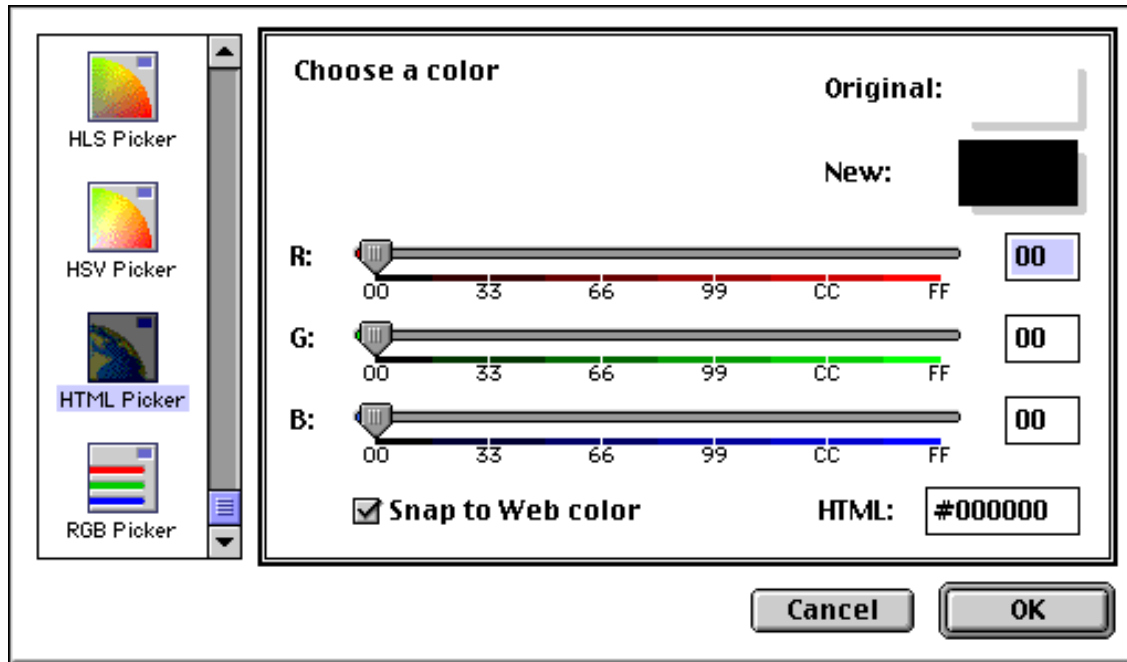 HLS Picker
HSV Picker
HTML Picker
RGB Picker
Choose a color
Original:
New:
R:
00
00 33 66 99 CC FF
G:
00
00 33 66 99 CC FF
B:
00
00 33 66 99 CC FF
Snap to Web color
HTML:
#000000
Cancel
OK